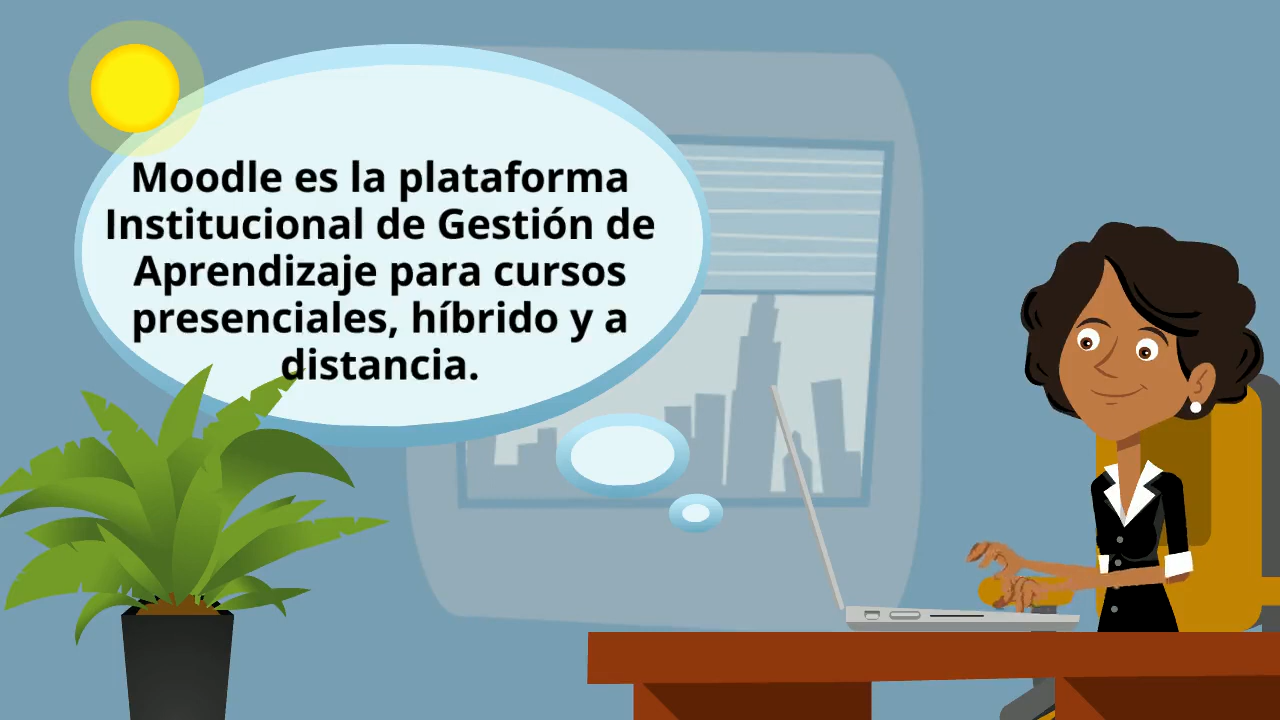 Moodle es la plataforma
Institucional de Gestión de
Aprendizaje para cursos
presenciales, híbrido y a
distancia.